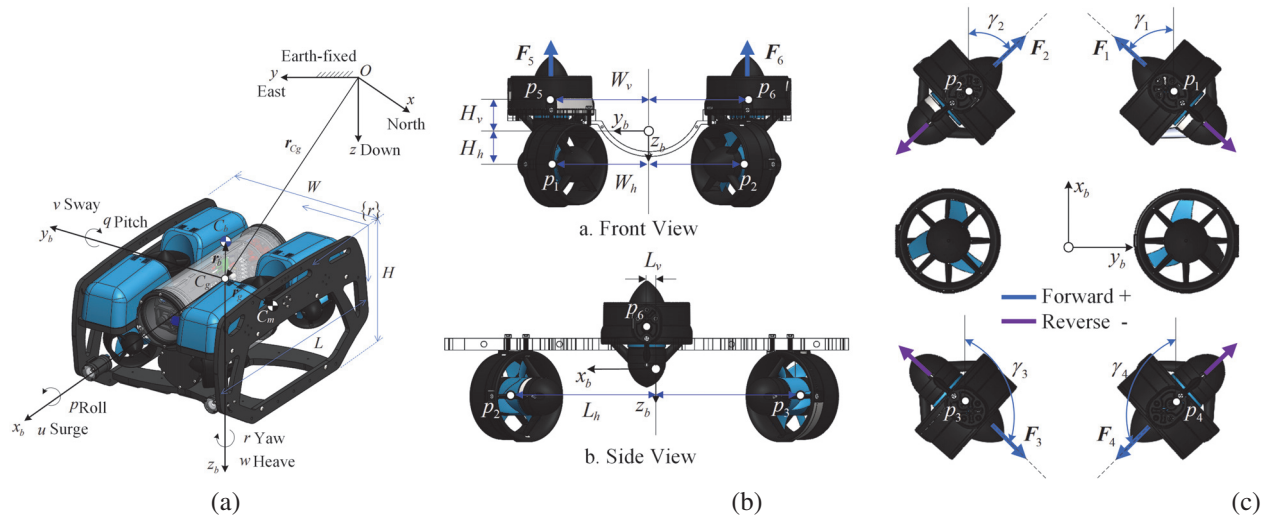 Earth-fixed
y
O
East
x
North
z Down
r_Cg
W
v Sway
{r}
q Pitch
y_b
C_b
r_b
H
C_g
r_g
C_m
L
p Roll
x_b
u Surge
r Yaw
z_b
w Heave
(a)
F_5
F_6
W_v
p_5
p_6
H_v
y_b
z_b
H_h
p_1
W_h
p_2
a. Front View
L_v
p_6
x_b
p_2
z_b
p_3
L_h
b. Side View
(b)
γ_2
γ_1
F_2
F_1
p_2
p_1
x_b
y_b
Forward +
Reverse -
γ_3
γ_4
p_3
p_4
F_3
F_4
(c)